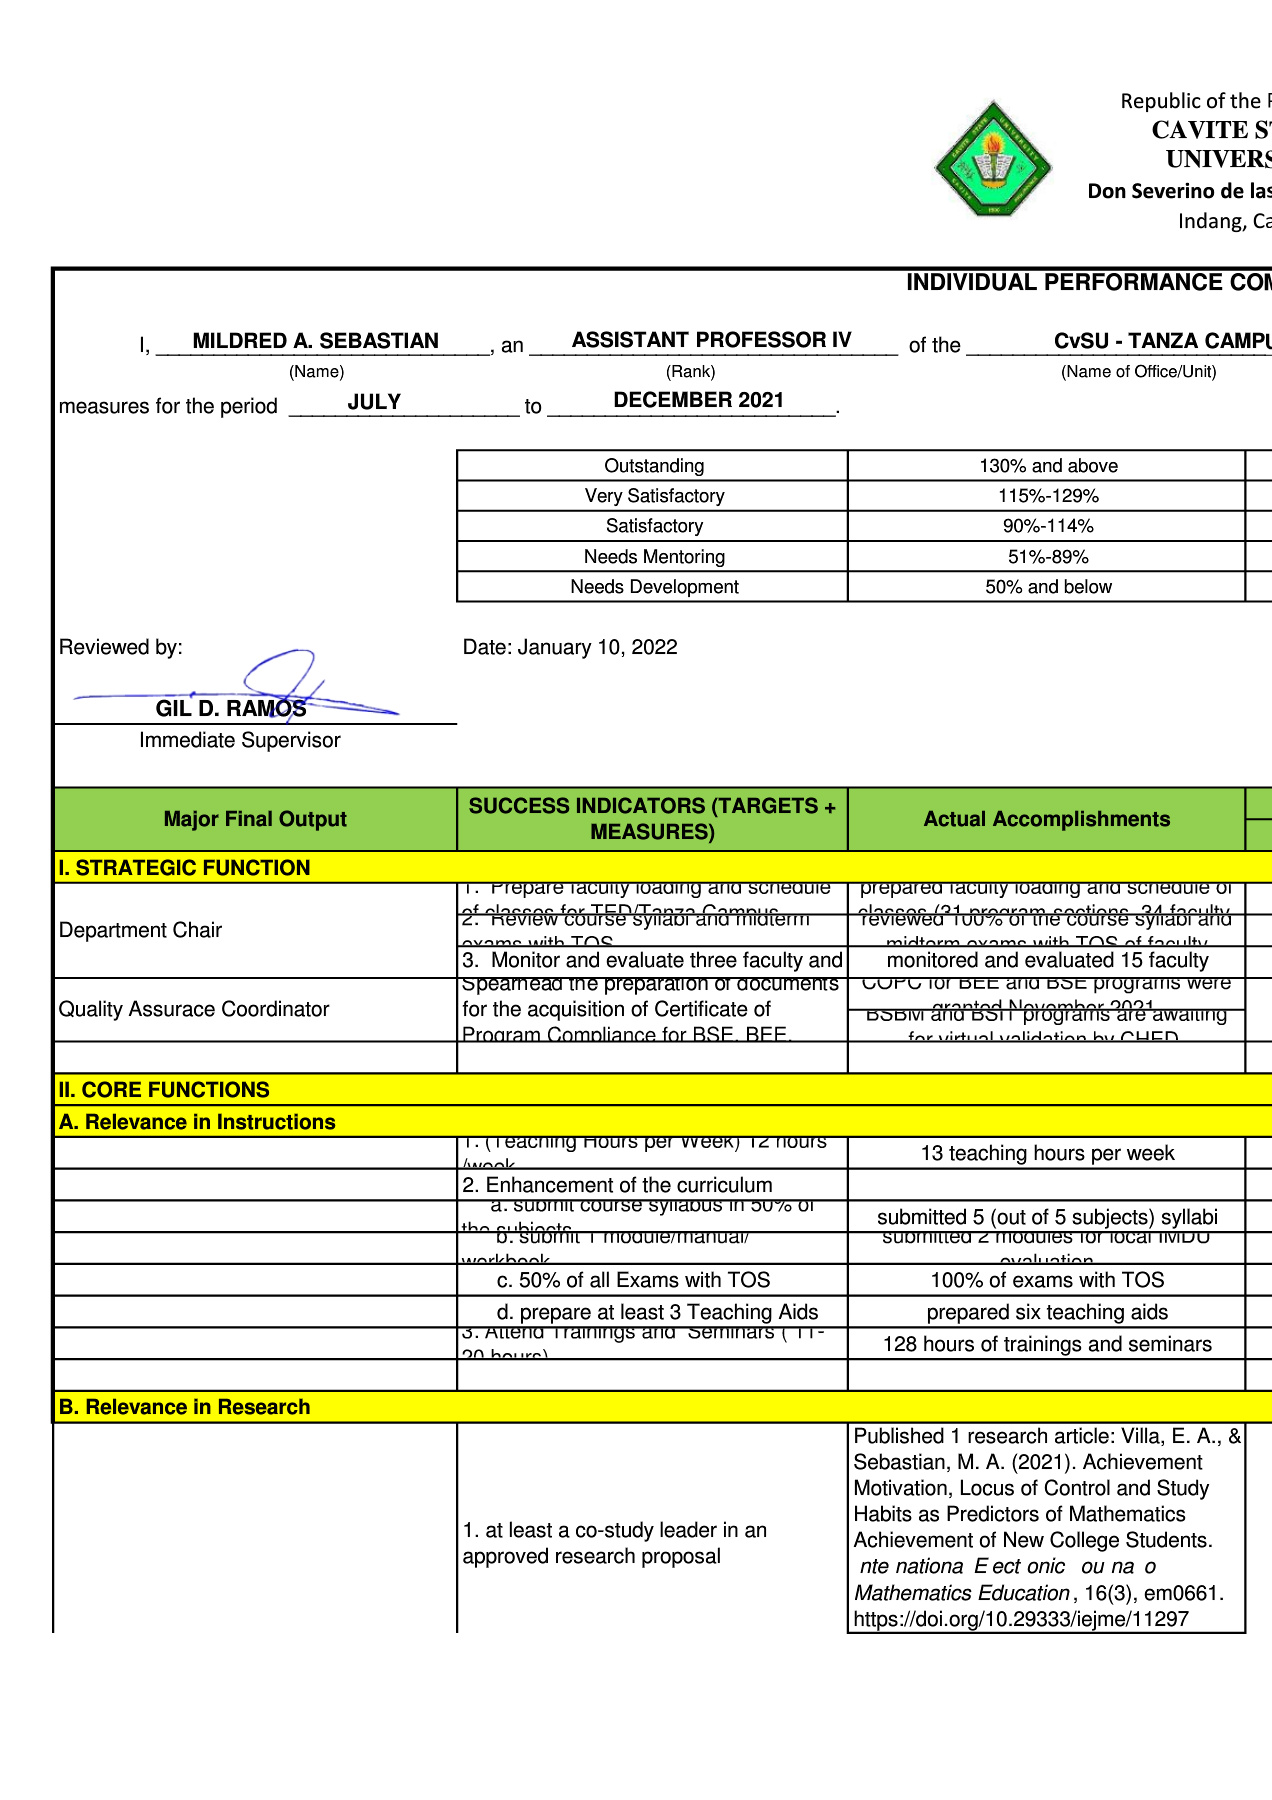 Republic of the P
CAVITE ST
UNIVERS
Don Severino de las
Indang, Ca
INDIVIDUAL PERFORMANCE COM
I, MILDRED A. SEBASTIAN, an ASSISTANT PROFESSOR IV of the CvSU - TANZA CAMPU
(Name) (Rank) (Name of Office/Unit)
measures for the period JULY to DECEMBER 2021.
Outstanding 130% and above
Very Satisfactory 115%-129%
Satisfactory 90%-114%
Needs Mentoring 51%-89%
Needs Development 50% and below
Reviewed by: Date: January 10, 2022
GIL D. RAMOS
Immediate Supervisor
Major Final Output SUCCESS INDICATORS (TARGETS + MEASURES) Actual Accomplishments
I. STRATEGIC FUNCTION
Department Chair
1. Prepare faculty loading and schedule
of classes for TED/Tanza Campus
prepared faculty loading and schedule of
classes (31 program sections, 34 faculty
2. Review course syllabi and midterm
exams with TOS
reviewed 100% of the course syllabi and
midterm exams with TOS of faculty
3. Monitor and evaluate three faculty and
monitored and evaluated 15 faculty
Quality Assurace Coordinator
Spearhead the preparation of documents
for the acquisition of Certificate of
Program Compliance for BSE, BEE,
COPC for BEE and BSE programs were
granted November 2021
BSBM and BSIT programs are awaiting
for virtual validation by CHED
II. CORE FUNCTIONS
A. Relevance in Instructions
1. (Teaching Hours per Week) 12 hours
/week
13 teaching hours per week
2. Enhancement of the curriculum
a. submit course syllabus in 50% of
the subjects
submitted 5 (out of 5 subjects) syllabi
b. submit 1 module/manual/
workbook
submitted 2 modules for local IMDU
evaluation
c. 50% of all Exams with TOS
100% of exams with TOS
d. prepare at least 3 Teaching Aids
prepared six teaching aids
3. Attend Trainings and Seminars ( 11-
20 hours)
128 hours of trainings and seminars
B. Relevance in Research
1. at least a co-study leader in an
approved research proposal
Published 1 research article: Villa, E. A., &
Sebastian, M. A. (2021). Achievement
Motivation, Locus of Control and Study
Habits as Predictors of Mathematics
Achievement of New College Students.
nte nationa E ect onic ou na o
Mathematics Education, 16(3), em0661.
https://doi.org/10.29333/iejme/11297